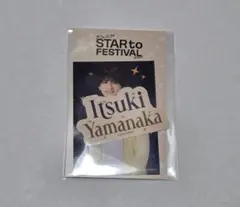 STARto
FESTIVAL
Itsuki
Yamanaka